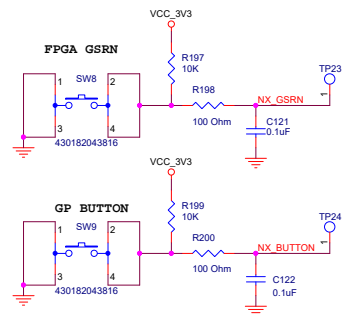 VCC_3V3
FPGA GSRN
R197
10K
TP23
SW8
R198
1
2
NX_GSRN
1
3
4
100 Ohm
C121
0.1uF
430182043816
VCC_3V3
GP BUTTON
R199
10K
TP24
SW9
R200
1
2
NX_BUTTON
1
3
4
100 Ohm
C122
0.1uF
430182043816